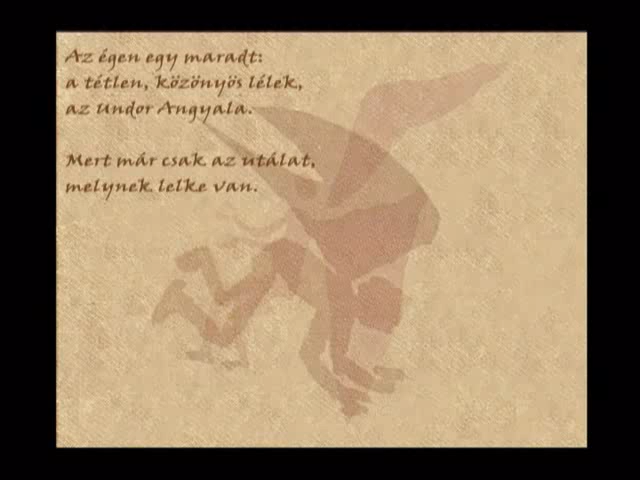 Az égen egy maradt:
a tétlen, közönyös lélek,
az Undor Angyala.
Mert már csak az utálat,
melynek lelke van.